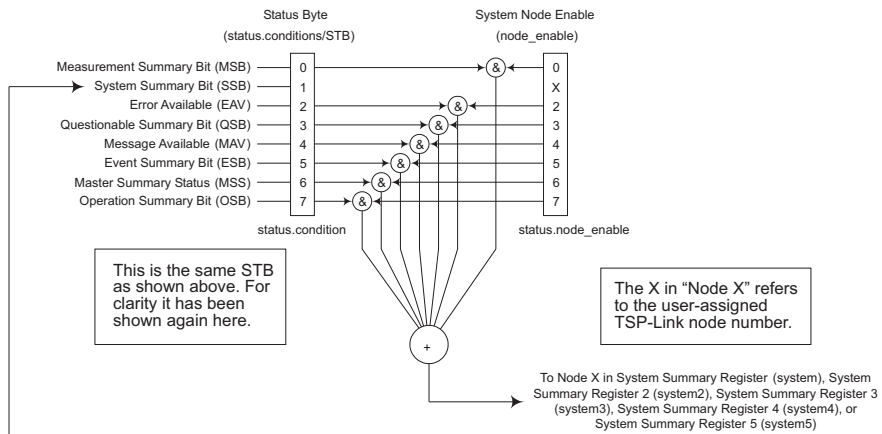 Status Byte
(status.conditions/STB)
System Node Enable
(node_enable)
Measurement Summary Bit (MSB)
0
&
0
System Summary Bit (SSB)
1
X
Error Available (EAV)
2
&
2
Questionable Summary Bit (QSB)
3
&
3
Message Available (MAV)
4
&
4
Event Summary Bit (ESB)
5
&
5
Master Summary Status (MSS)
6
&
6
Operation Summary Bit (OSB)
7
&
7
status.condition
status.node_enable
This is the same STB
as shown above. For
clarity it has been
shown again here.
The X in “Node X” refers
to the user-assigned
TSP-Link node number.
+
To Node X in System Summary Register (system), System
Summary Register 2 (system2), System Summary Register 3
(system3), System Summary Register 4 (system4), or
System Summary Register 5 (system5)